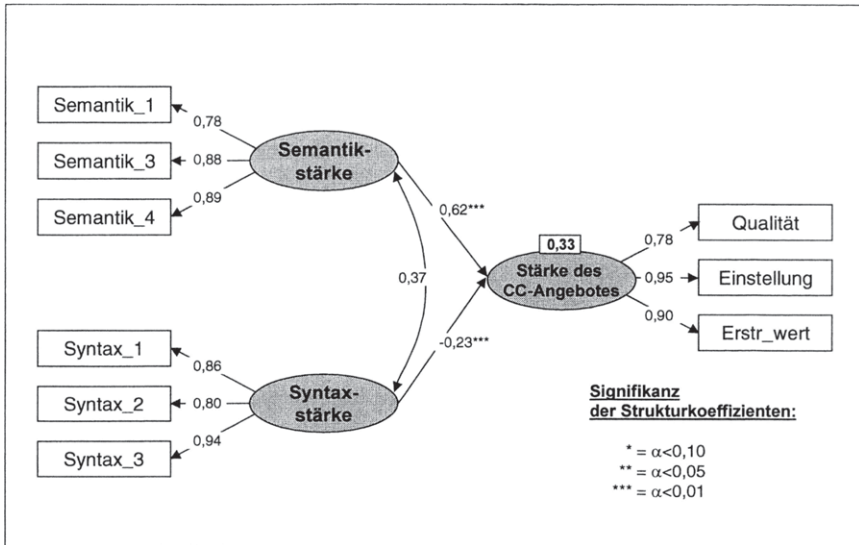 Semantik_1
0,78
Semantik_3
0,88
Semantik-
stärke
Semantik_4
0,89
0,62***
0,33
Stärke des
CC-Angebotes
0,78
Qualität
0,95
Einstellung
0,90
Erstr_wert
0,37
-0,23***
Syntax_1
0,86
Syntax_2
0,80
Syntax-
stärke
Syntax_3
0,94
Signifikanz
der Strukturkoeffizienten:
* = α<0,10
** = α<0,05
*** = α<0,01